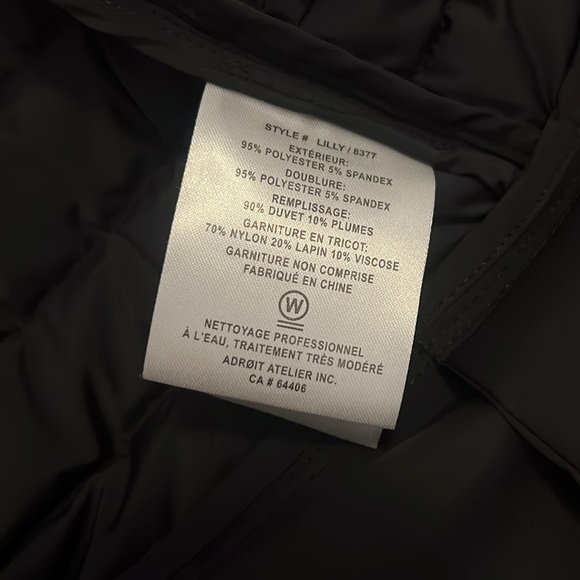 STYLE # LILLY / 8377
EXTÉRIEUR:
95% POLYESTER 5% SPANDEX
DOUBLURE:
95% POLYESTER 5% SPANDEX
REMPLISSAGE:
90% DUVET 10% PLUMES
GARNITURE EN TRICOT:
70% NYLON 20% LAPIN 10% VISCOSE
GARNITURE NON COMPRISE
FABRIQUÉ EN CHINE
W
NETTOYAGE PROFESSIONNEL
À L'EAU, TRAITEMENT TRÈS MODÉRÉ
ADRØIT ATELIER INC.
CA # 64406